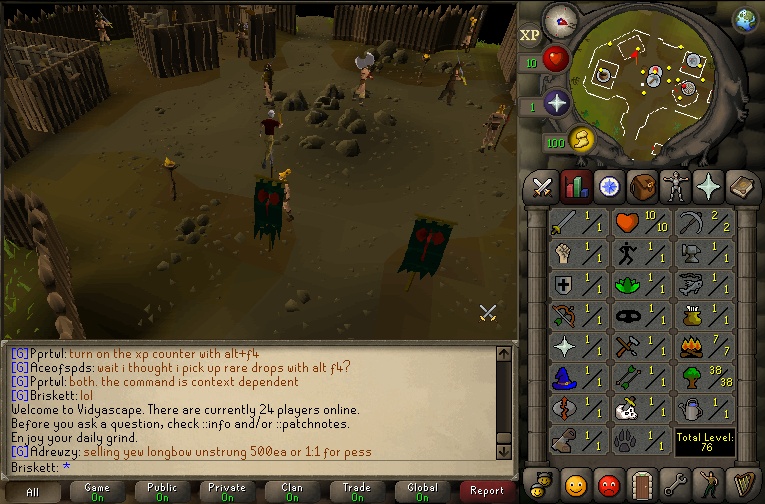 XP
10
1
100
1/1 10/10 2/2
1/1 1/1 1/1
1/1 1/1 1/1
1/1 1/1 1/1
1/1 1/1 7/7
1/1 1/1 38/38
1/1 1/1 1/1
1/1 1/1 Total Level:
76
[G]Pprtwl: turn on the xp counter with alt+f4
[G]Aceofspds: wait i thought i pick up rare drops with alt f4?
[G]Pprtwl: both. the command is context dependent
[G]Briskett: lol
Welcome to Vidyascape. There are currently 24 players online.
Before you ask a question, check ::info and/or ::patchnotes.
Enjoy your daily grind.
[G]Adrewzy: selling yew longbow unstrung 500ea or 1:1 for pess
Briskett: *
All Game Public Private Clan Trade Global Report
On On On On On On